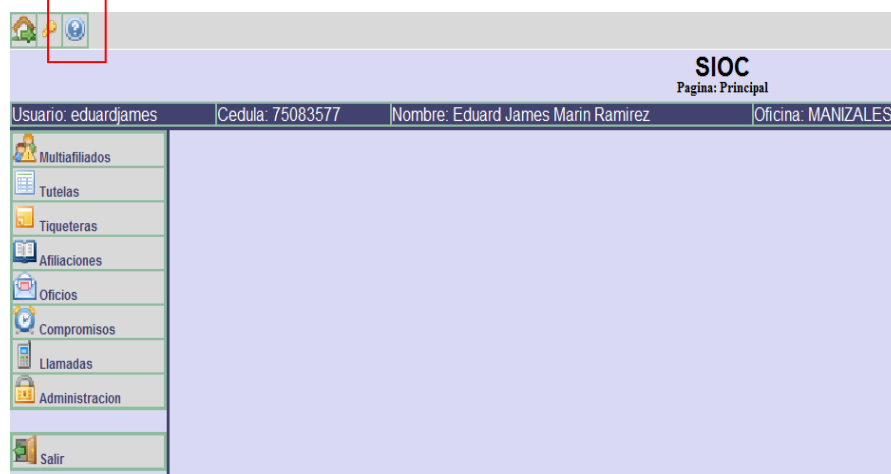 SIOC
Pagina: Principal
Usuario: eduardjames Cedula: 75083577 Nombre: Eduard James Marin Ramirez Oficina: MANIZALES
Multiafiliados
Tutelas
Tiqueteras
Afiliaciones
Oficios
Compromisos
Llamadas
Administracion
Salir